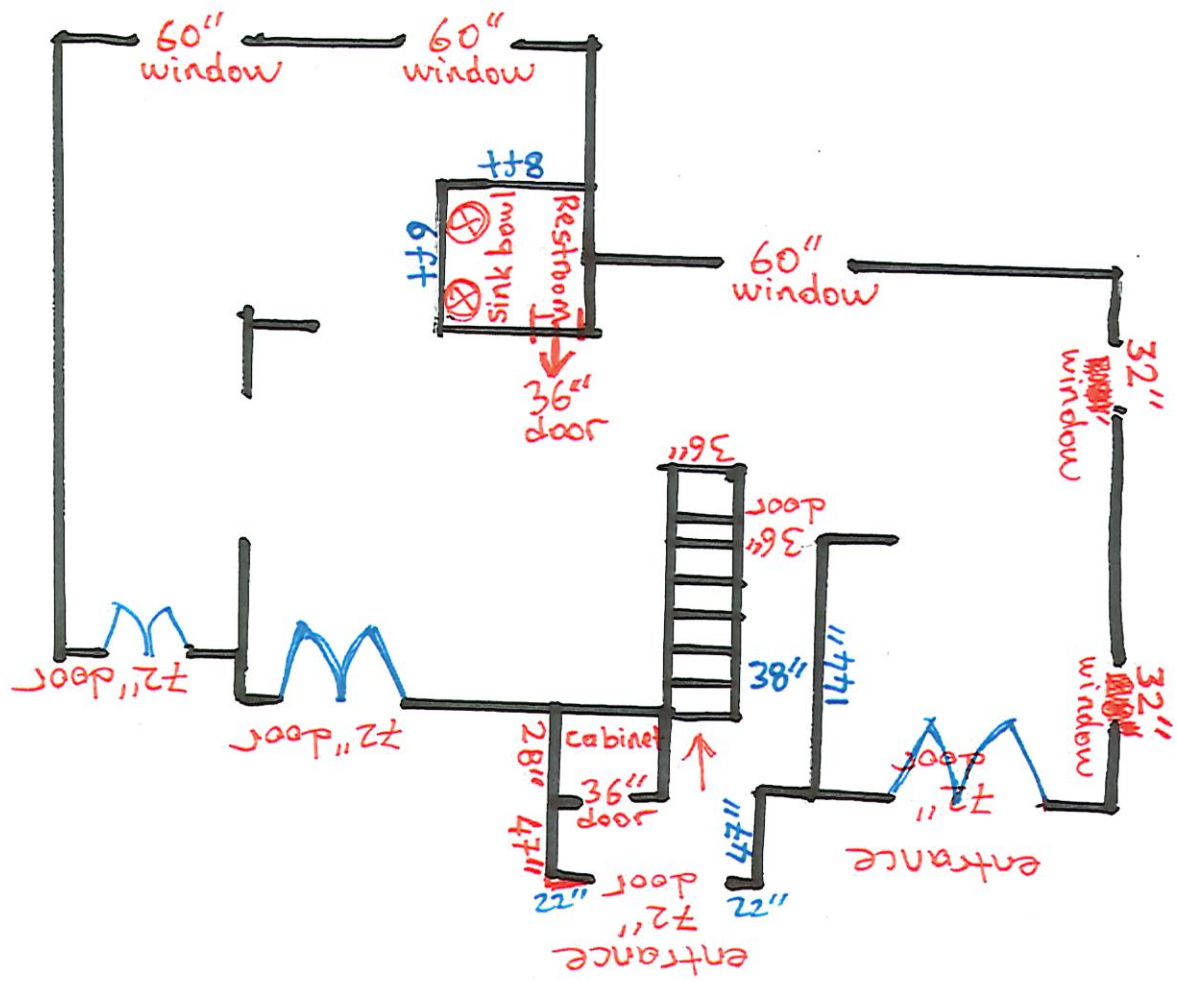 60"
window
60"
window
8ft
6ft
sink bowl
Restroom
36"
door
60"
window
32"
window
36"
door
36"
38"
144"
32"
window
72" door
72" door
28"
cabinet
36"
door
47"
22"
door
72"
entrance
47"
22"
door
72"
entrance